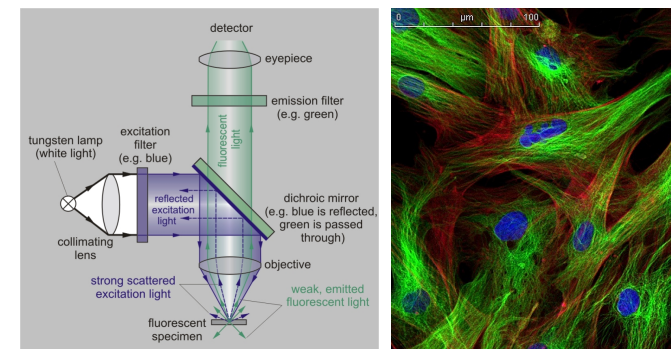 detector
eyepiece
emission filter
(e.g. green)
fluorescent
light
tungsten lamp
(white light)
excitation
filter
(e.g. blue)
reflected
excitation
light
dichroic mirror
(e.g. blue is reflected,
green is passed
through)
collimating
lens
objective
strong scattered
excitation light
weak, emitted
fluorescent light
fluorescent
specimen
0 µm 100